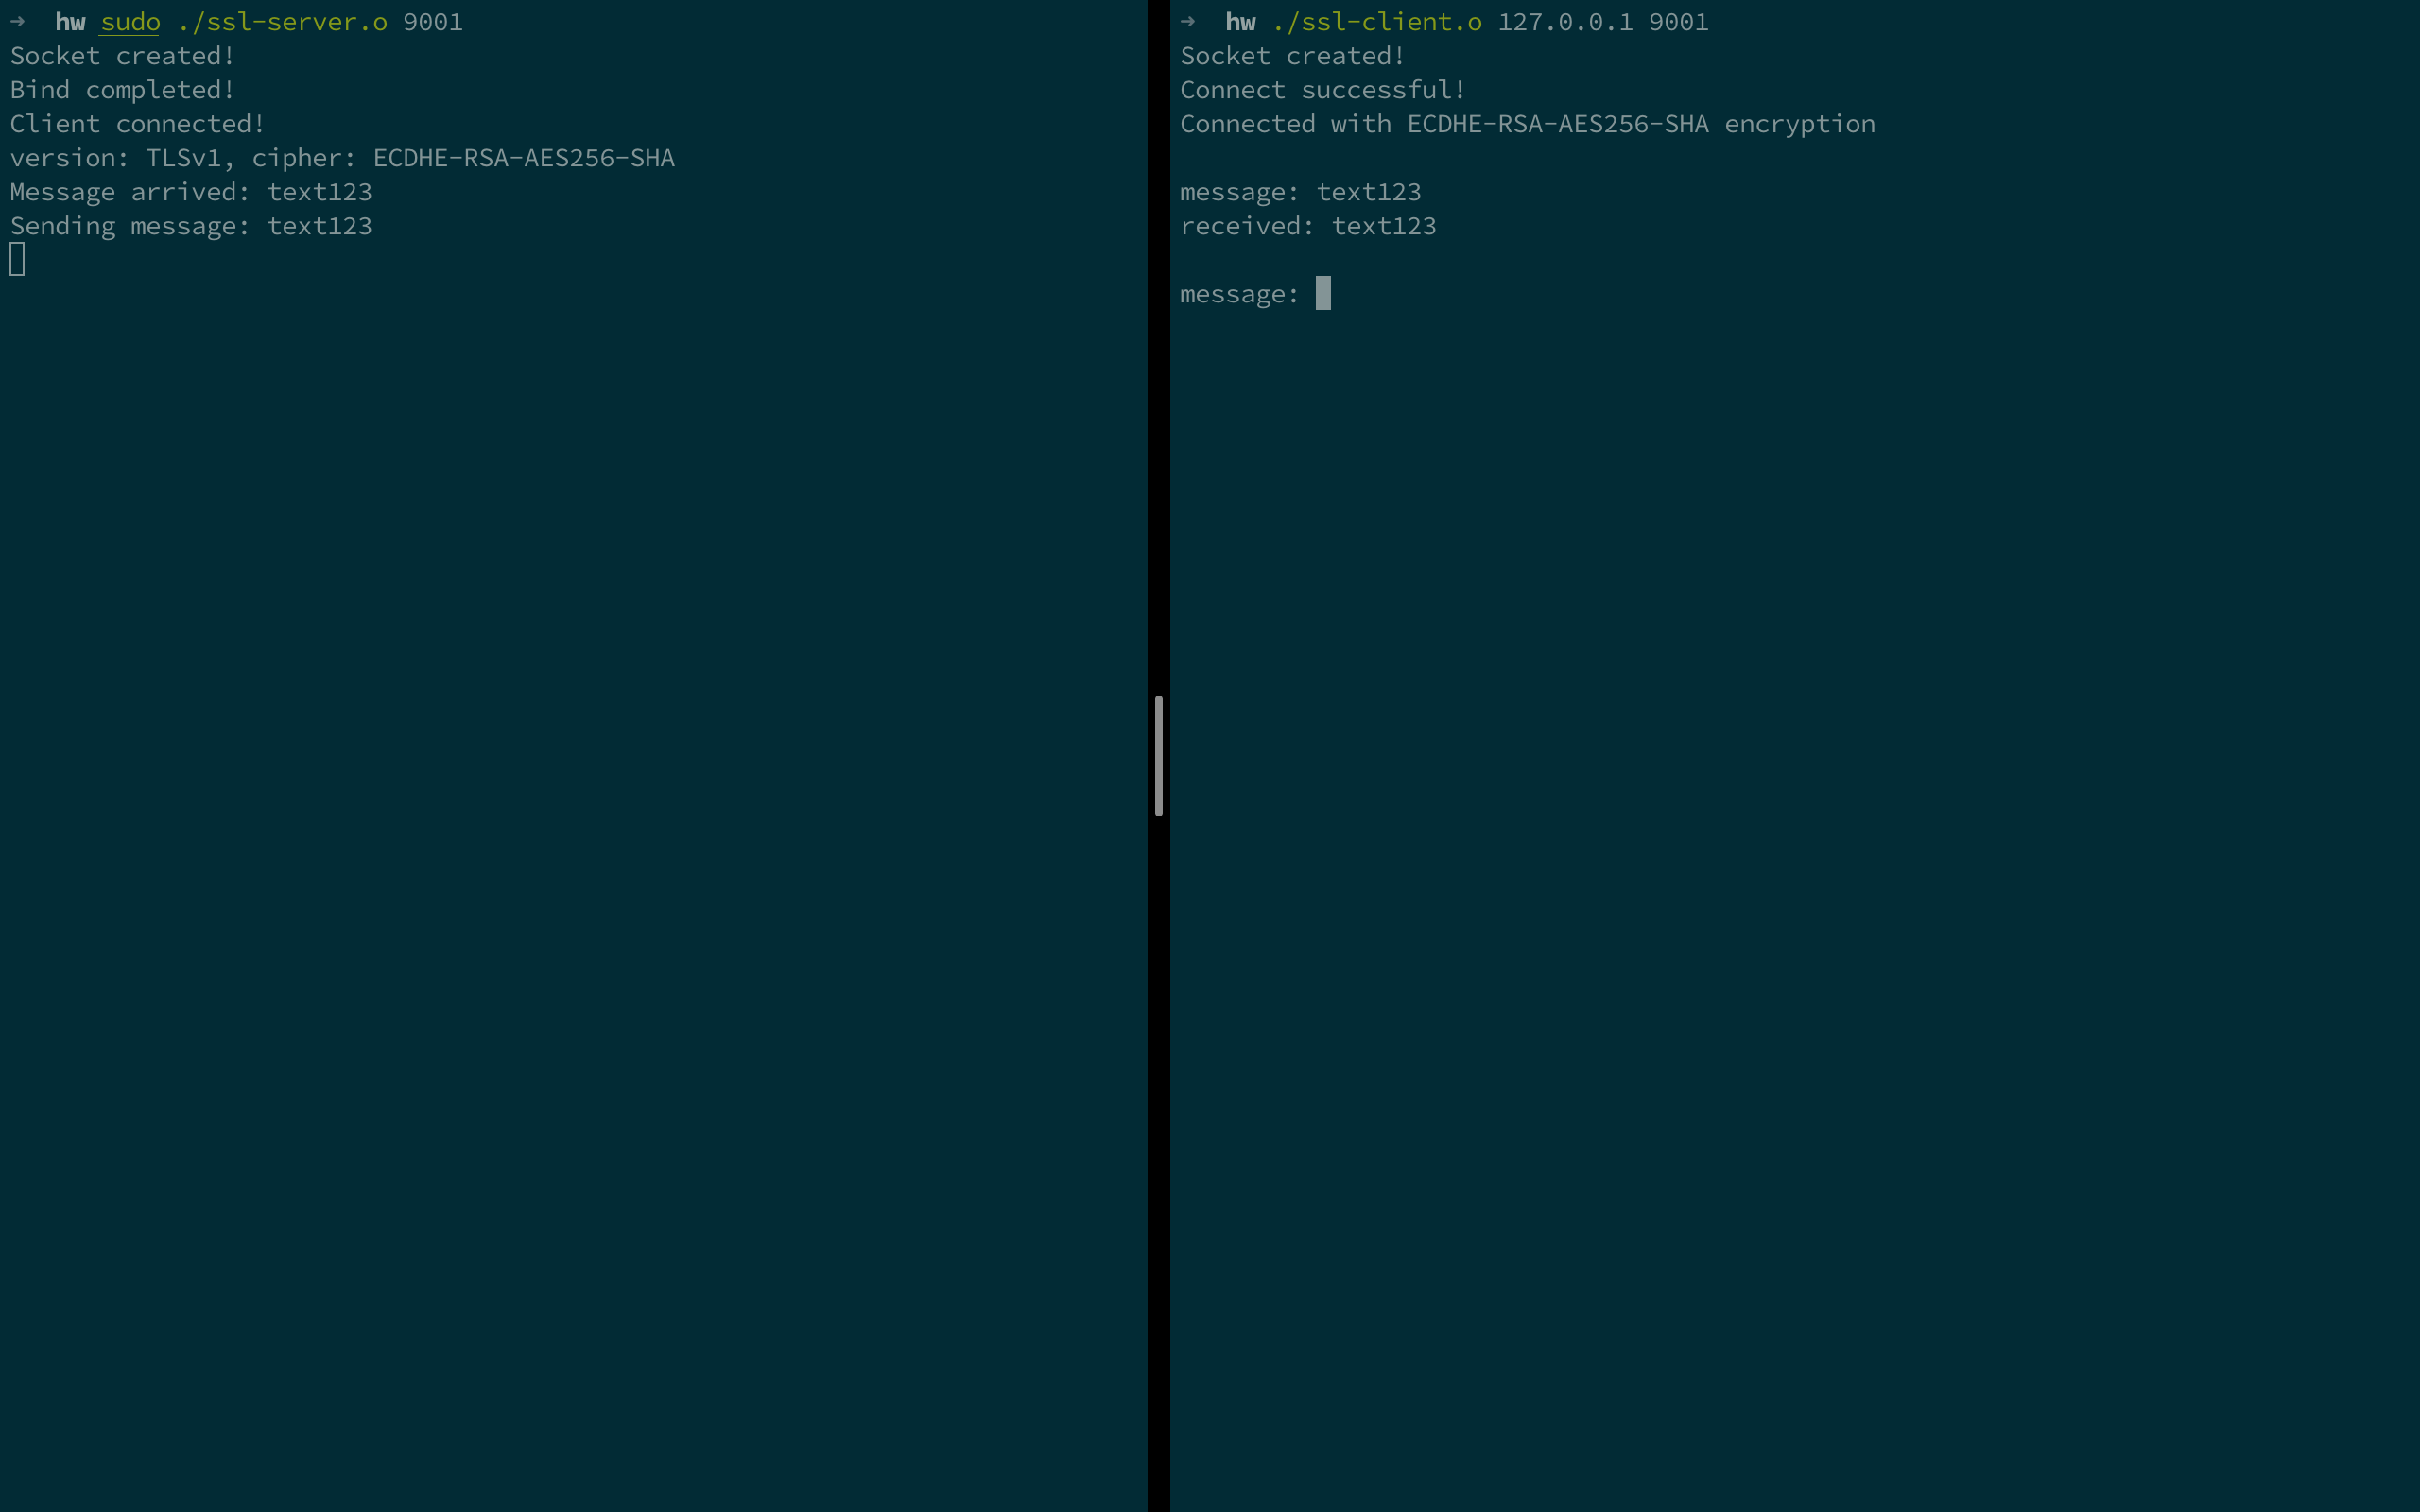 ➜  hw sudo ./ssl-server.o 9001
Socket created!
Bind completed!
Client connected!
version: TLSv1, cipher: ECDHE-RSA-AES256-SHA
Message arrived: text123
Sending message: text123
➜  hw ./ssl-client.o 127.0.0.1 9001
Socket created!
Connect successful!
Connected with ECDHE-RSA-AES256-SHA encryption
message: text123
received: text123
message: